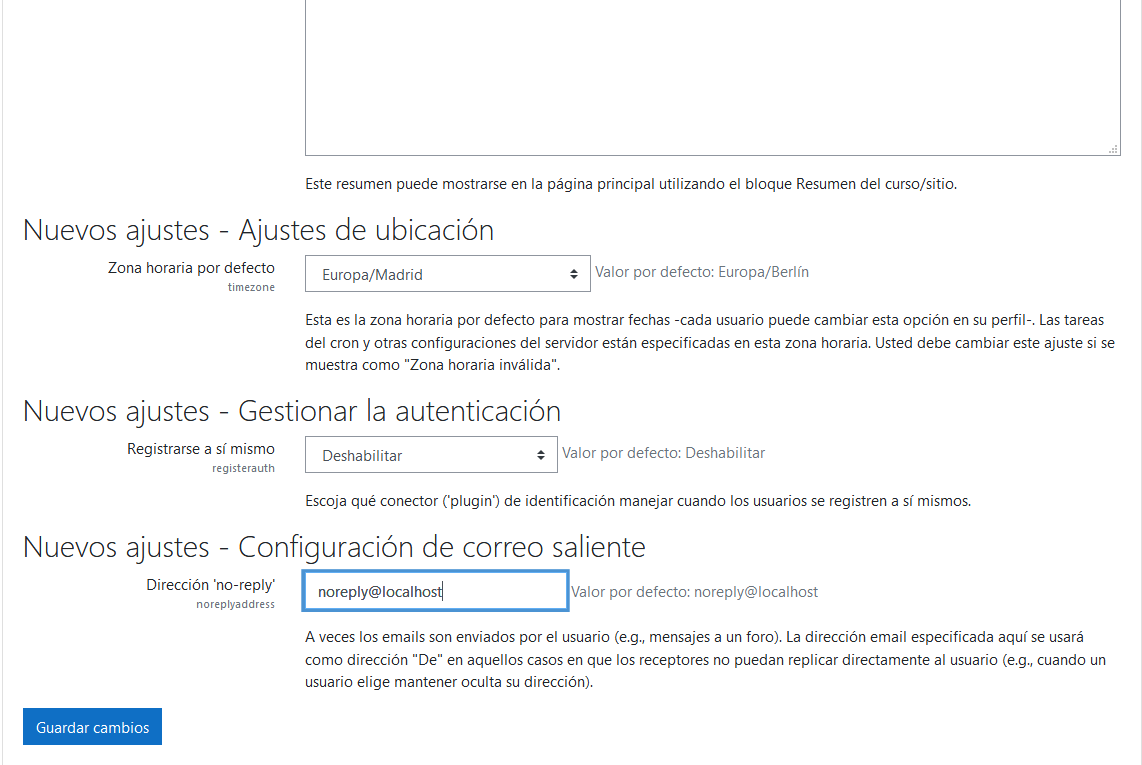 Este resumen puede mostrarse en la página principal utilizando el bloque Resumen del curso/sitio.
Nuevos ajustes - Ajustes de ubicación
Zona horaria por defecto
timezone
Europa/Madrid
Valor por defecto: Europa/Berlín
Esta es la zona horaria por defecto para mostrar fechas -cada usuario puede cambiar esta opción en su perfil-. Las tareas
del cron y otras configuraciones del servidor están especificadas en esta zona horaria. Usted debe cambiar este ajuste si se
muestra como "Zona horaria inválida".
Nuevos ajustes - Gestionar la autenticación
Registrarse a sí mismo
registerauth
Deshabilitar
Valor por defecto: Deshabilitar
Escoja qué conector ('plugin') de identificación manejar cuando los usuarios se registren a sí mismos.
Nuevos ajustes - Configuración de correo saliente
Dirección 'no-reply'
noreplyaddress
noreply@localhost
Valor por defecto: noreply@localhost
A veces los emails son enviados por el usuario (e.g., mensajes a un foro). La dirección email especificada aquí se usará
como dirección "De" en aquellos casos en que los receptores no puedan replicar directamente al usuario (e.g., cuando un
usuario elige mantener oculta su dirección).
Guardar cambios